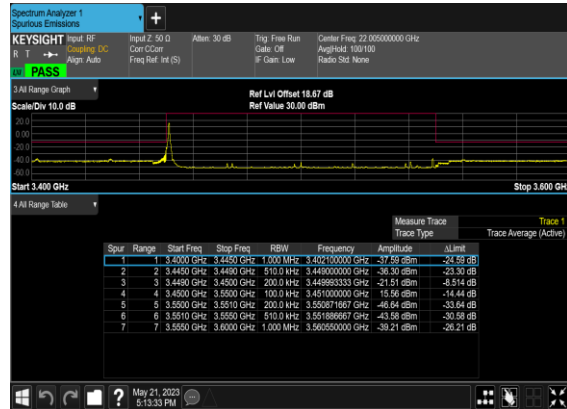 Spectrum Analyzer 1
Spurious Emissions
KEYSIGHT Input: RF Input Z: 50 Ω Atten: 30 dB Trig: Free Run Center Freq: 22.005000000 GHz
R T Coupling: DC Corr CCorr Gate: Off Avg|Hold: 100/100
Align: Auto Freq Ref: Int (S) IF Gain: Low Radio Std: None
PASS
3 All Range Graph
Ref Lvl Offset 18.67 dB
Scale/Div 10.0 dB Ref Value 30.00 dBm
20.0
0.00
-20.0
-40.0
-60.0
Start 3.400 GHz Stop 3.600 GHz
4 All Range Table
Measure Trace Trace 1
Trace Type Trace Average (Active)
Spur Range Start Freq Stop Freq RBW Frequency Amplitude ΔLimit
1 1 3.4000 GHz 3.4450 GHz 1.000 MHz 3.402100000 GHz -37.59 dBm -24.59 dB
2 2 3.4450 GHz 3.4490 GHz 510.0 kHz 3.449000000 GHz -36.30 dBm -23.30 dB
3 3 3.4490 GHz 3.4500 GHz 200.0 kHz 3.449993333 GHz -21.51 dBm -8.514 dB
4 4 3.4500 GHz 3.5500 GHz 100.0 kHz 3.451000000 GHz 15.56 dBm -14.44 dB
5 5 3.5500 GHz 3.5510 GHz 200.0 kHz 3.550871667 GHz -46.64 dBm -33.64 dB
6 6 3.5510 GHz 3.5550 GHz 510.0 kHz 3.551886667 GHz -43.58 dBm -30.58 dB
7 7 3.5550 GHz 3.6000 GHz 1.000 MHz 3.560550000 GHz -39.21 dBm -26.21 dB
May 21, 2023
5:13:33 PM